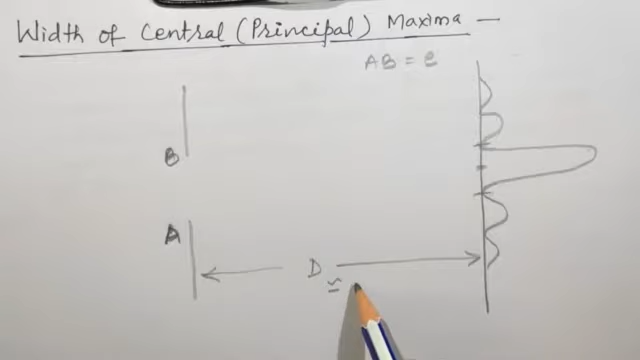 Width of Central (Principal) Maxima —
AB = e
B
A
D